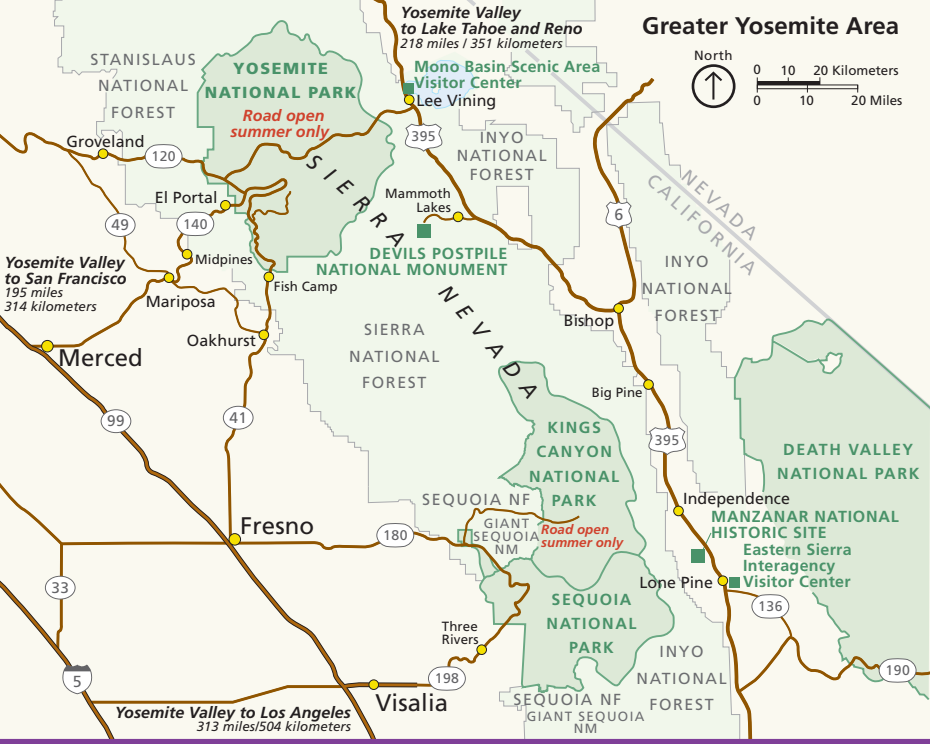 Greater Yosemite Area
North
0 10 20 Kilometers
0 10 20 Miles
Yosemite Valley
to Lake Tahoe and Reno
218 miles / 351 kilometers
STANISLAUS
NATIONAL
FOREST
YOSEMITE
NATIONAL PARK
Road open
summer only
Mono Basin Scenic Area
Visitor Center
Lee Vining
395
INYO
NATIONAL
FOREST
Groveland
120
SIERRA NEVADA
El Portal
49
140
Midpines
Mammoth
Lakes
DEVILS POSTPILE
NATIONAL MONUMENT
6
NEVADA
CALIFORNIA
Yosemite Valley
to San Francisco
195 miles
314 kilometers
Mariposa
Fish Camp
INYO
NATIONAL
FOREST
Oakhurst
Bishop
Merced
SIERRA
NATIONAL
FOREST
Big Pine
99
41
395
KINGS
CANYON
NATIONAL
PARK
DEATH VALLEY
NATIONAL PARK
SEQUOIA NF
Independence
GIANT
SEQUOIA
NM
Road open
summer only
MANZANAR NATIONAL
HISTORIC SITE
Fresno
180
Eastern Sierra
Interagency
Visitor Center
Lone Pine
33
SEQUOIA
NATIONAL
PARK
136
Three
Rivers
INYO
NATIONAL
FOREST
190
5
198
Visalia
SEQUOIA NF
GIANT SEQUOIA
NM
Yosemite Valley to Los Angeles
313 miles/504 kilometers